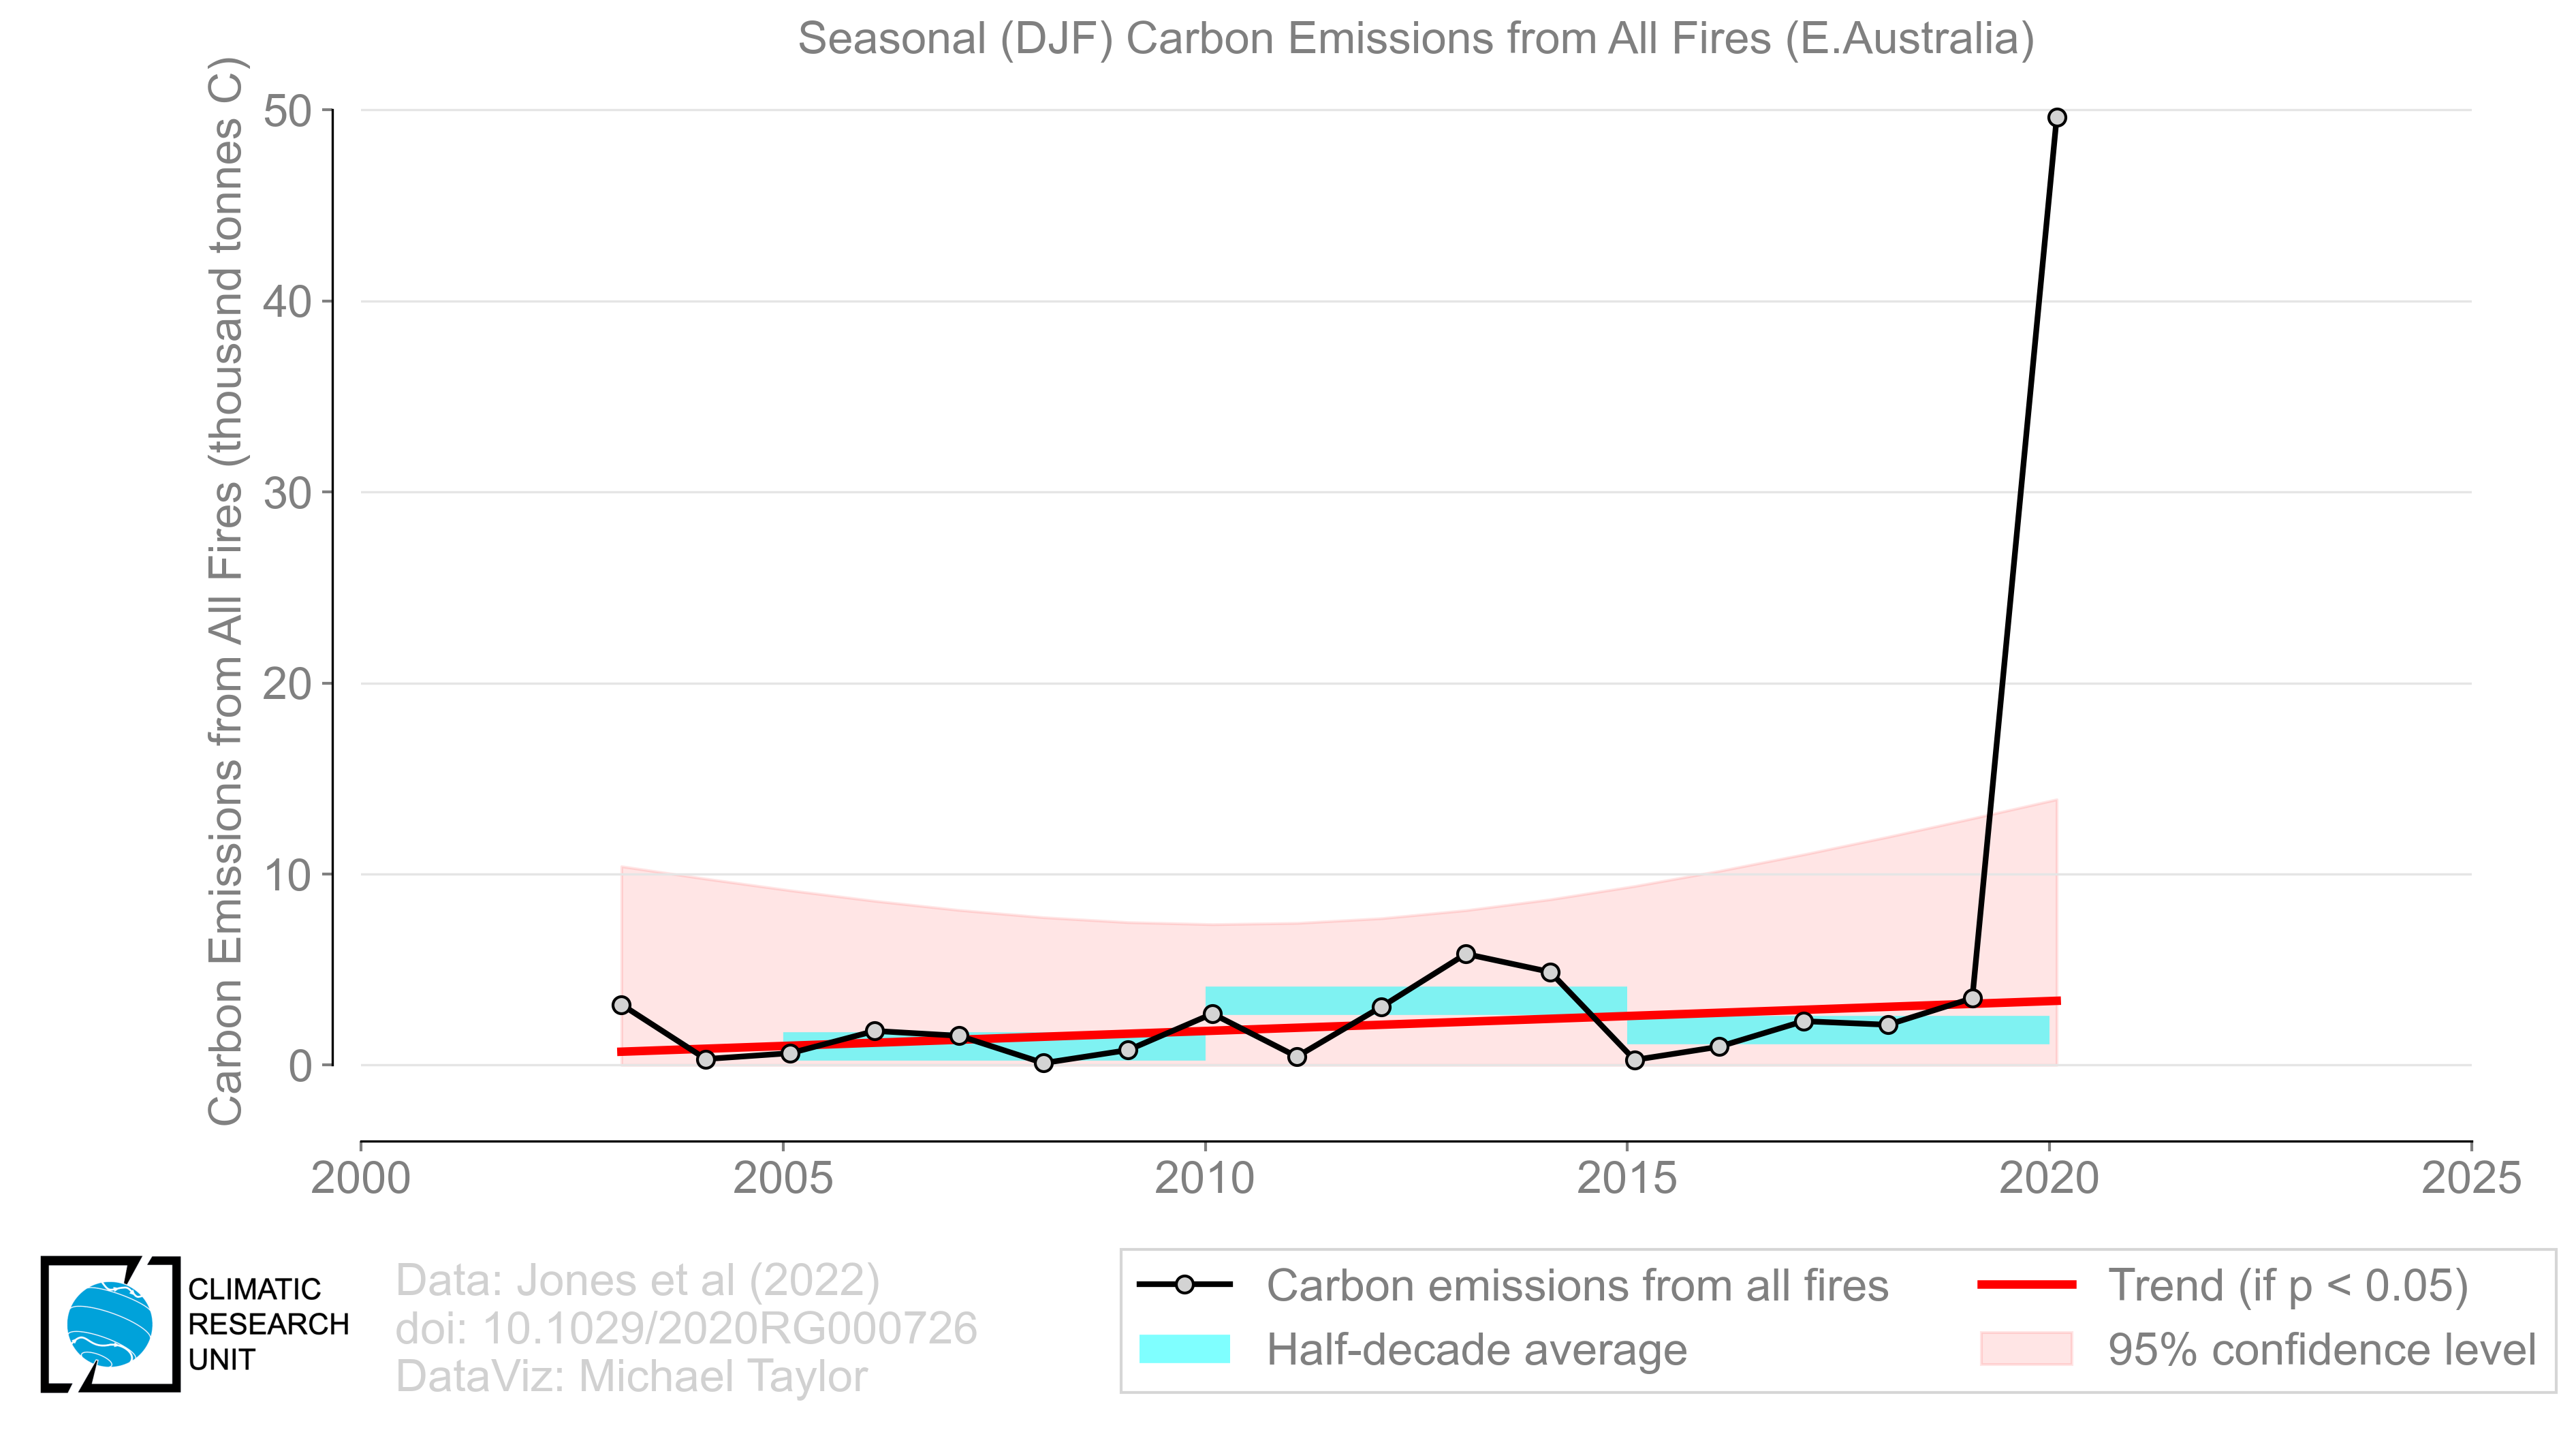 Seasonal (DJF) Carbon Emissions from All Fires (E.Australia)
Carbon Emissions from All Fires (thousand tonnes C)
50
40
30
20
10
0
2000
2005
2010
2015
2020
2025
CLIMATIC
RESEARCH
UNIT
Data: Jones et al (2022)
doi: 10.1029/2020RG000726
DataViz: Michael Taylor
Carbon emissions from all fires
Half-decade average
Trend (if p < 0.05)
95% confidence level